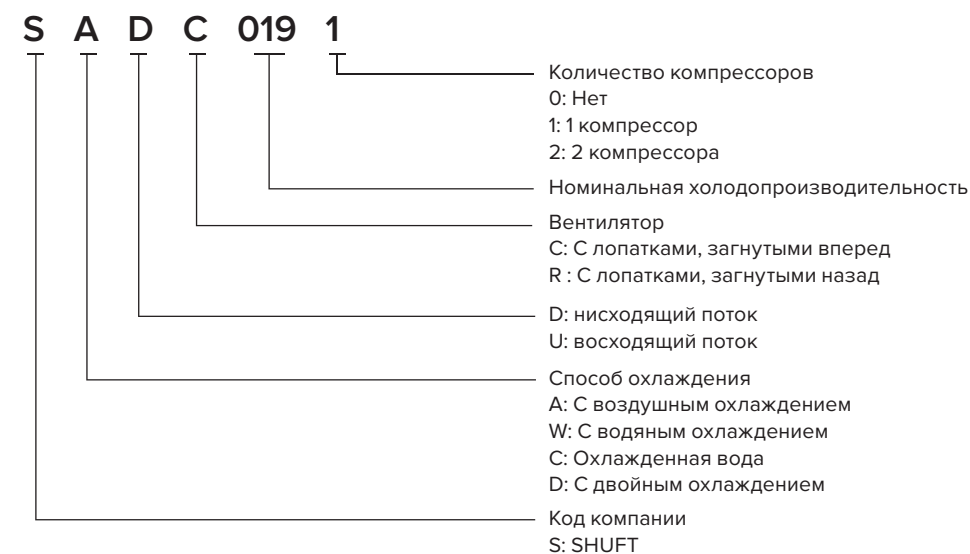 S A D C 019 1
Количество компрессоров
0: Нет
1: 1 компрессор
2: 2 компрессора
Номинальная холодопроизводительность
Вентилятор
C: С лопатками, загнутыми вперед
R : С лопатками, загнутыми назад
D: нисходящий поток
U: восходящий поток
Способ охлаждения
A: С воздушным охлаждением
W: С водяным охлаждением
C: Охлажденная вода
D: С двойным охлаждением
Код компании
S: SHUFT